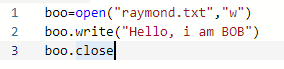 1 boo=open("raymond.txt","w")
2 boo.write("Hello, i am BOB")
3 boo.close